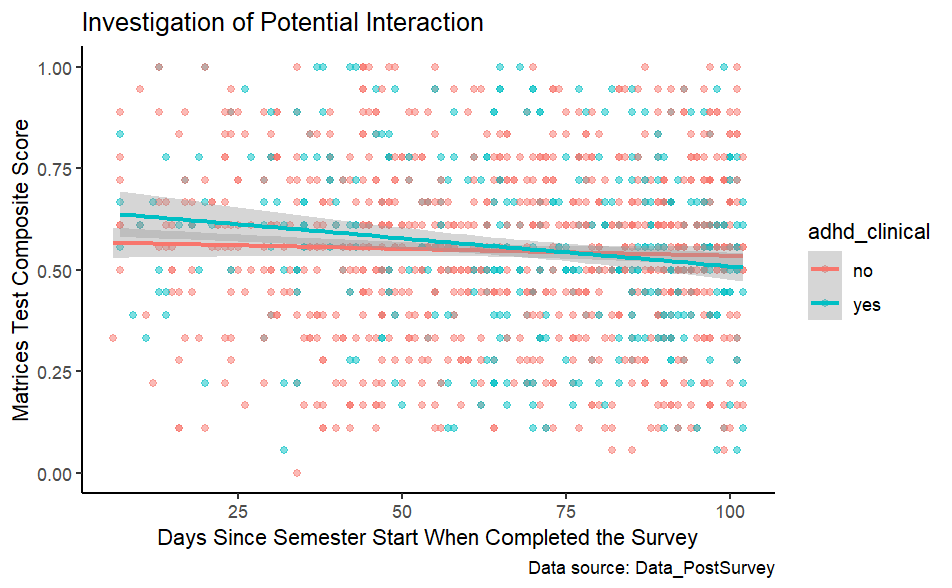 Investigation of Potential Interaction
Matrices Test Composite Score
1.00
0.75
0.50
0.25
0.00
25
50
75
100
Days Since Semester Start When Completed the Survey
Data source: Data_PostSurvey
adhd_clinical
no
yes